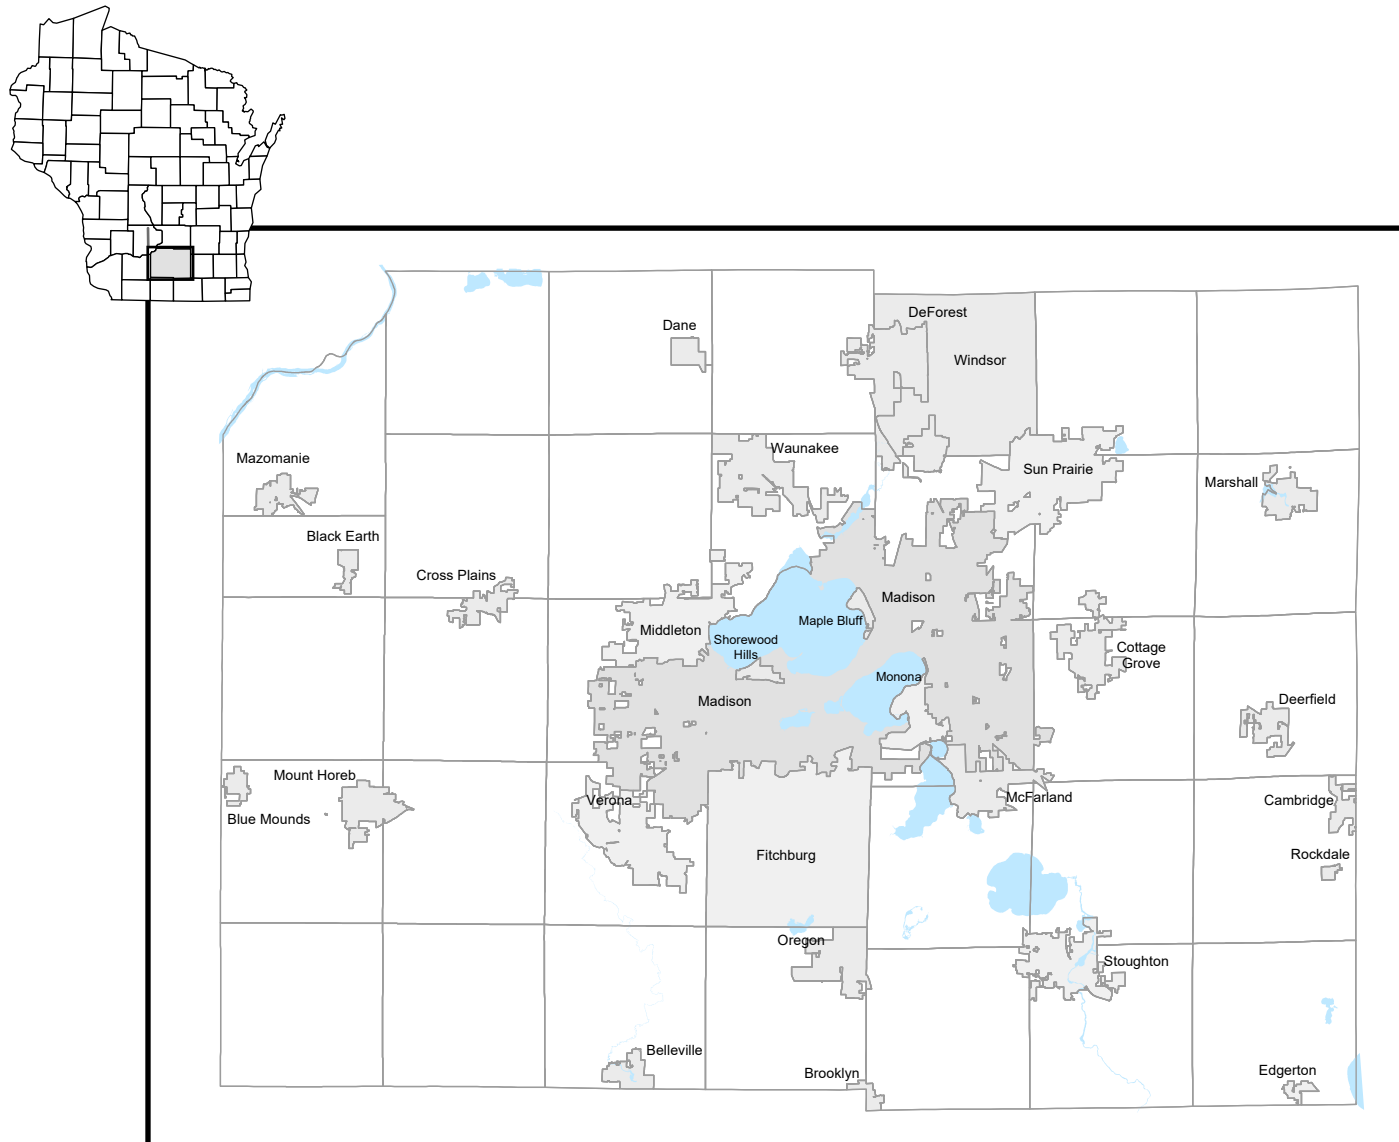 DeForest
Dane
Windsor
Waunakee
Mazomanie
Sun Prairie
Marshall
Black Earth
Cross Plains
Madison
Maple Bluff
Middleton
Shorewood
Hills
Cottage
Grove
Monona
Madison
Deerfield
Mount Horeb
Verona
McFarland
Cambridge
Blue Mounds
Fitchburg
Rockdale
Oregon
Stoughton
Belleville
Brooklyn
Edgerton